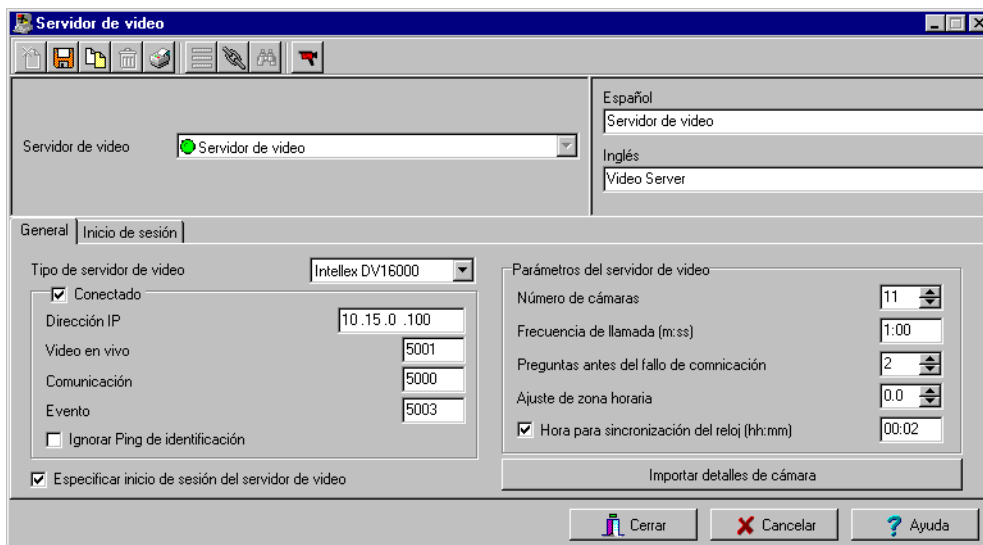 Servidor de video
Español
Servidor de video
Servidor de video
Servidor de video
Inglés
Video Server
General
Inicio de sesión
Tipo de servidor de video
Intellex DV16000
Conectado
Dirección IP
10 .15 .0 .100
Video en vivo
5001
Comunicación
5000
Evento
5003
Ignorar Ping de identificación
Especificar inicio de sesión del servidor de video
Parámetros del servidor de video
Número de cámaras
11
Frecuencia de llamada (m:ss)
1:00
Preguntas antes del fallo de comnicación
2
Ajuste de zona horaria
0.0
Hora para sincronización del reloj (hh:mm)
00:02
Importar detalles de cámara
Cerrar
Cancelar
Ayuda